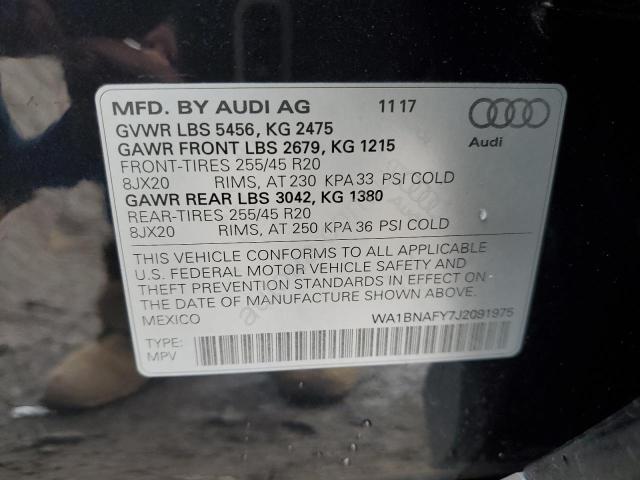 MFD. BY AUDI AG 11 17
GVWR LBS 5456, KG 2475
GAWR FRONT LBS 2679, KG 1215
FRONT-TIRES 255/45 R20
8JX20 RIMS, AT 230 KPA 33 PSI COLD
GAWR REAR LBS 3042, KG 1380
REAR-TIRES 255/45 R20
8JX20 RIMS, AT 250 KPA 36 PSI COLD
Audi
THIS VEHICLE CONFORMS TO ALL APPLICABLE
U.S. FEDERAL MOTOR VEHICLE SAFETY AND
THEFT PREVENTION STANDARDS IN EFFECT ON
THE DATE OF MANUFACTURE SHOWN ABOVE.
MEXICO WA1BNAFY7J2091975
TYPE:
MPV